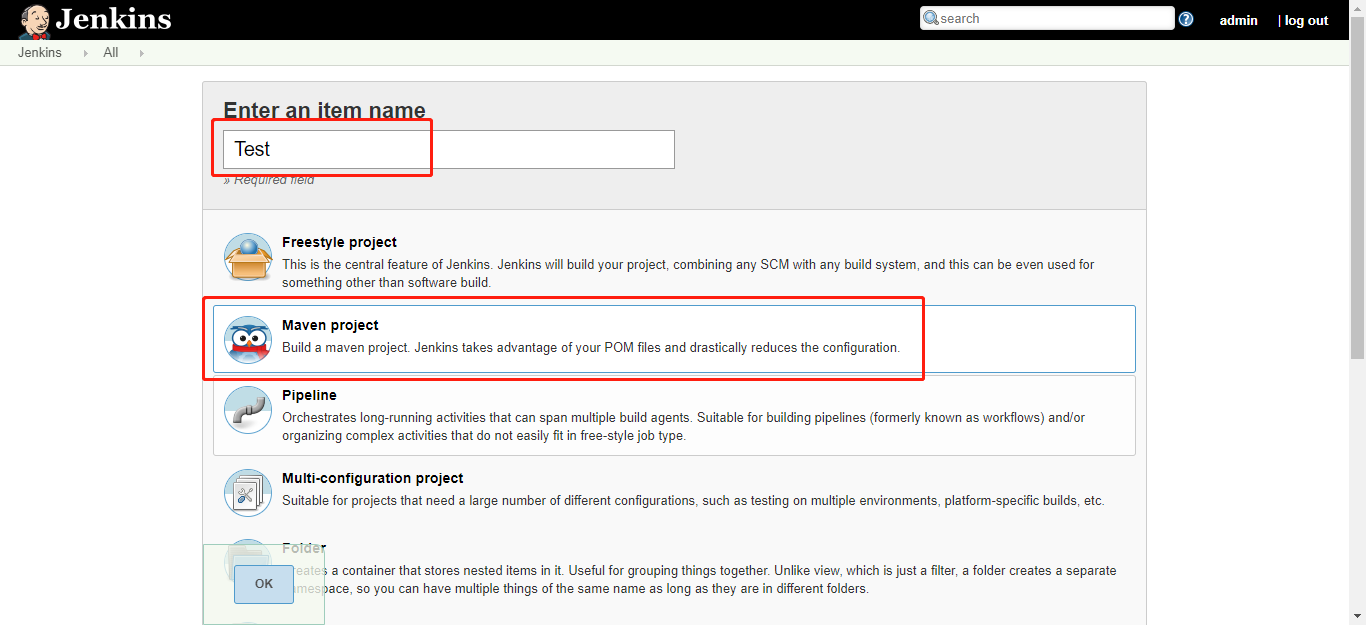 Jenkins
search
admin
| log out
Jenkins
All
Enter an item name
Test
» Required field
Freestyle project
This is the central feature of Jenkins. Jenkins will build your project, combining any SCM with any build system, and this can be even used for
something other than software build.
Maven project
Build a maven project. Jenkins takes advantage of your POM files and drastically reduces the configuration.
Pipeline
Orchestrates long-running activities that can span multiple build agents. Suitable for building pipelines (formerly known as workflows) and/or
organizing complex activities that do not easily fit in free-style job type.
Multi-configuration project
Suitable for projects that need a large number of different configurations, such as testing on multiple environments, platform-specific builds, etc.
Folder
Creates a container that stores nested items in it. Useful for grouping things together. Unlike view, which is just a filter, a folder creates a separate
namespace, so you can have multiple things of the same name as long as they are in different folders.
OK